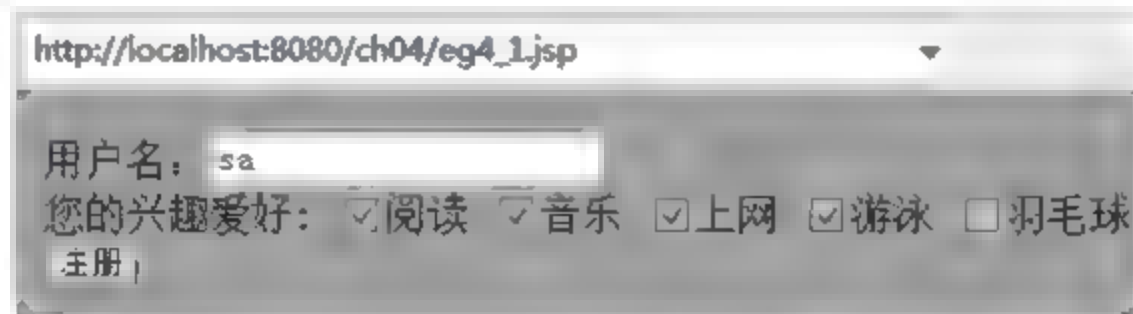 http://localhost:8080/ch04/eg4_1.jsp
用户名： sa
您的兴趣爱好： 阅读 音乐 上网 游泳 羽毛球
注册